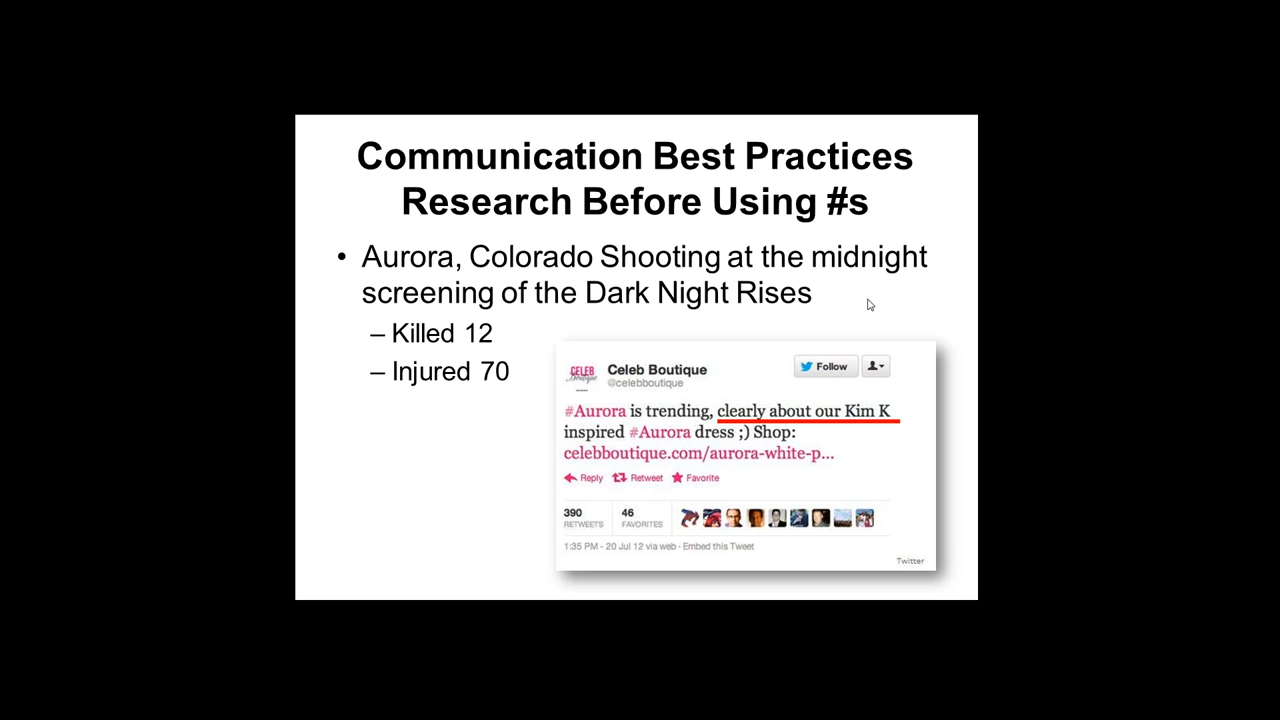 Communication Best Practices
Research Before Using #s
• Aurora, Colorado Shooting at the midnight
screening of the Dark Night Rises
– Killed 12
– Injured 70
CELEB
Boutique
Celeb Boutique
@celebboutique
Follow
#Aurora is trending, clearly about our Kim K
inspired #Aurora dress ;) Shop:
celebboutique.com/aurora-white-p...
Reply Retweet Favorite
390
RETWEETS
46
FAVORITES
1:35 PM - 20 Jul 12 via web · Embed this Tweet
Twitter